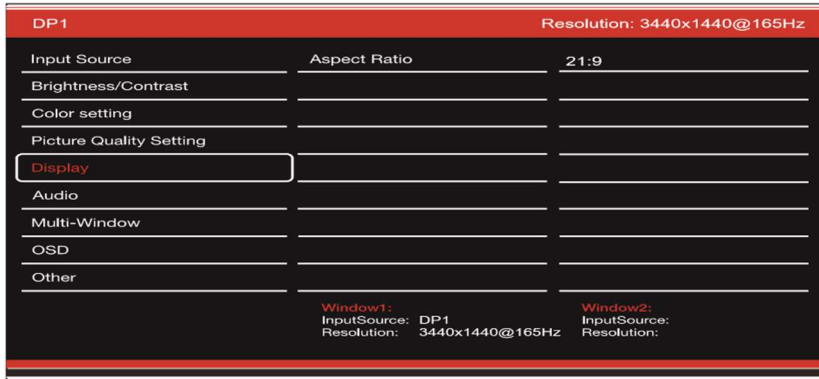 DP1 Resolution: 3440x1440@165Hz
Input Source Aspect Ratio 21:9
Brightness/Contrast
Color setting
Picture Quality Setting
Display
Audio
Multi-Window
OSD
Other
Window1: Window2:
InputSource: DP1 InputSource:
Resolution: 3440x1440@165Hz Resolution: